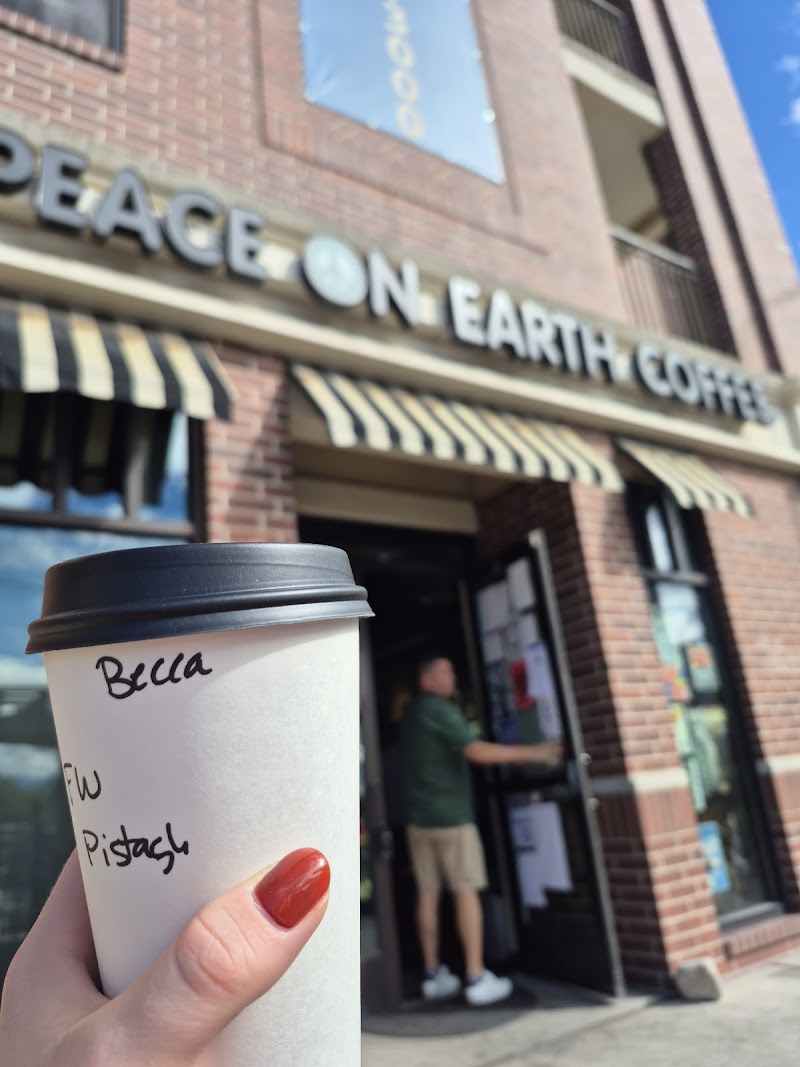 PEACE ON EARTH COFFEE
Becca
FW
Pistach